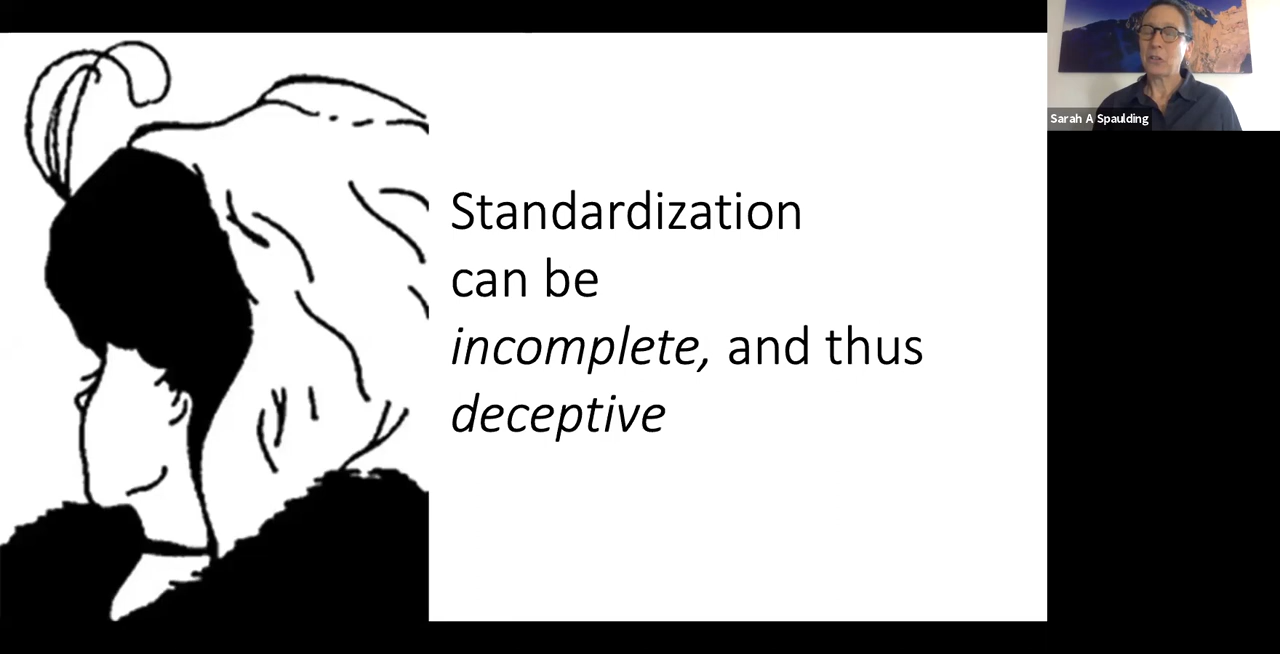 Standardization
can be
incomplete, and thus
deceptive
Sarah A Spaulding